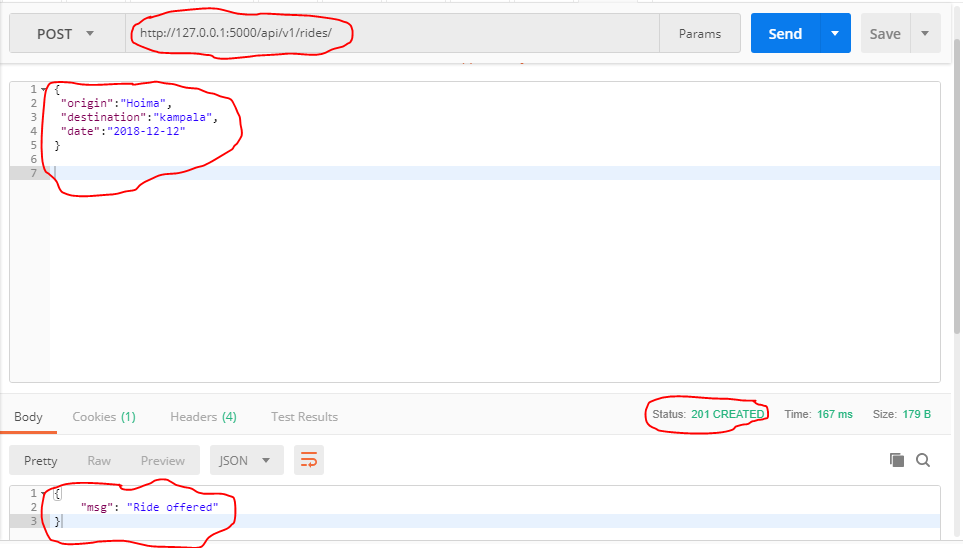 POST http://127.0.0.1:5000/api/v1/rides/ Params Send Save
1 {
2 "origin":"Hoima",
3 "destination":"kampala",
4 "date":"2018-12-12"
5 }
6
7
Body Cookies (1) Headers (4) Test Results Status: 201 CREATED Time: 167 ms Size: 179 B
Pretty Raw Preview JSON
1 {
2 "msg": "Ride offered"
3 }